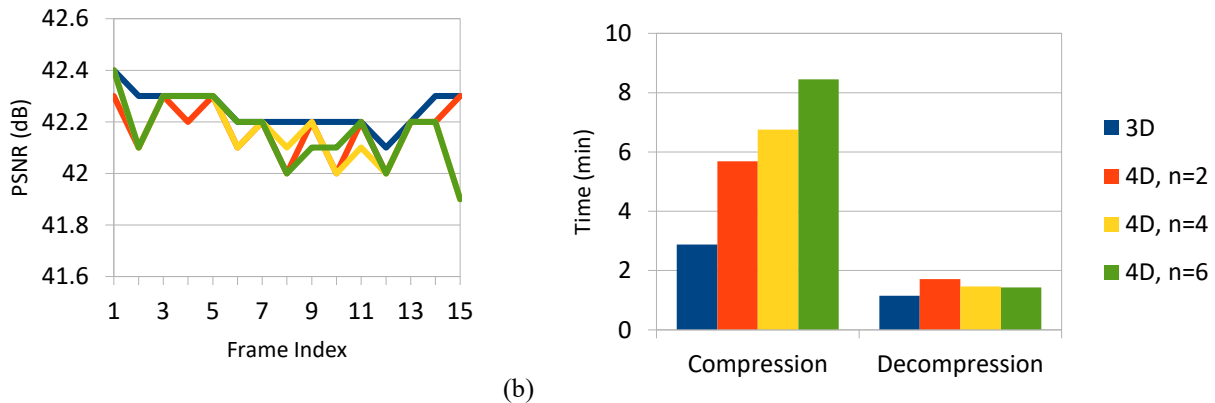 42.6
42.4
42.2
42
41.8
41.6
PSNR (dB)
1 3 5 7 9 11 13 15
Frame Index
(b)
10
8
6
4
2
0
Time (min)
Compression Decompression
3D
4D, n=2
4D, n=4
4D, n=6